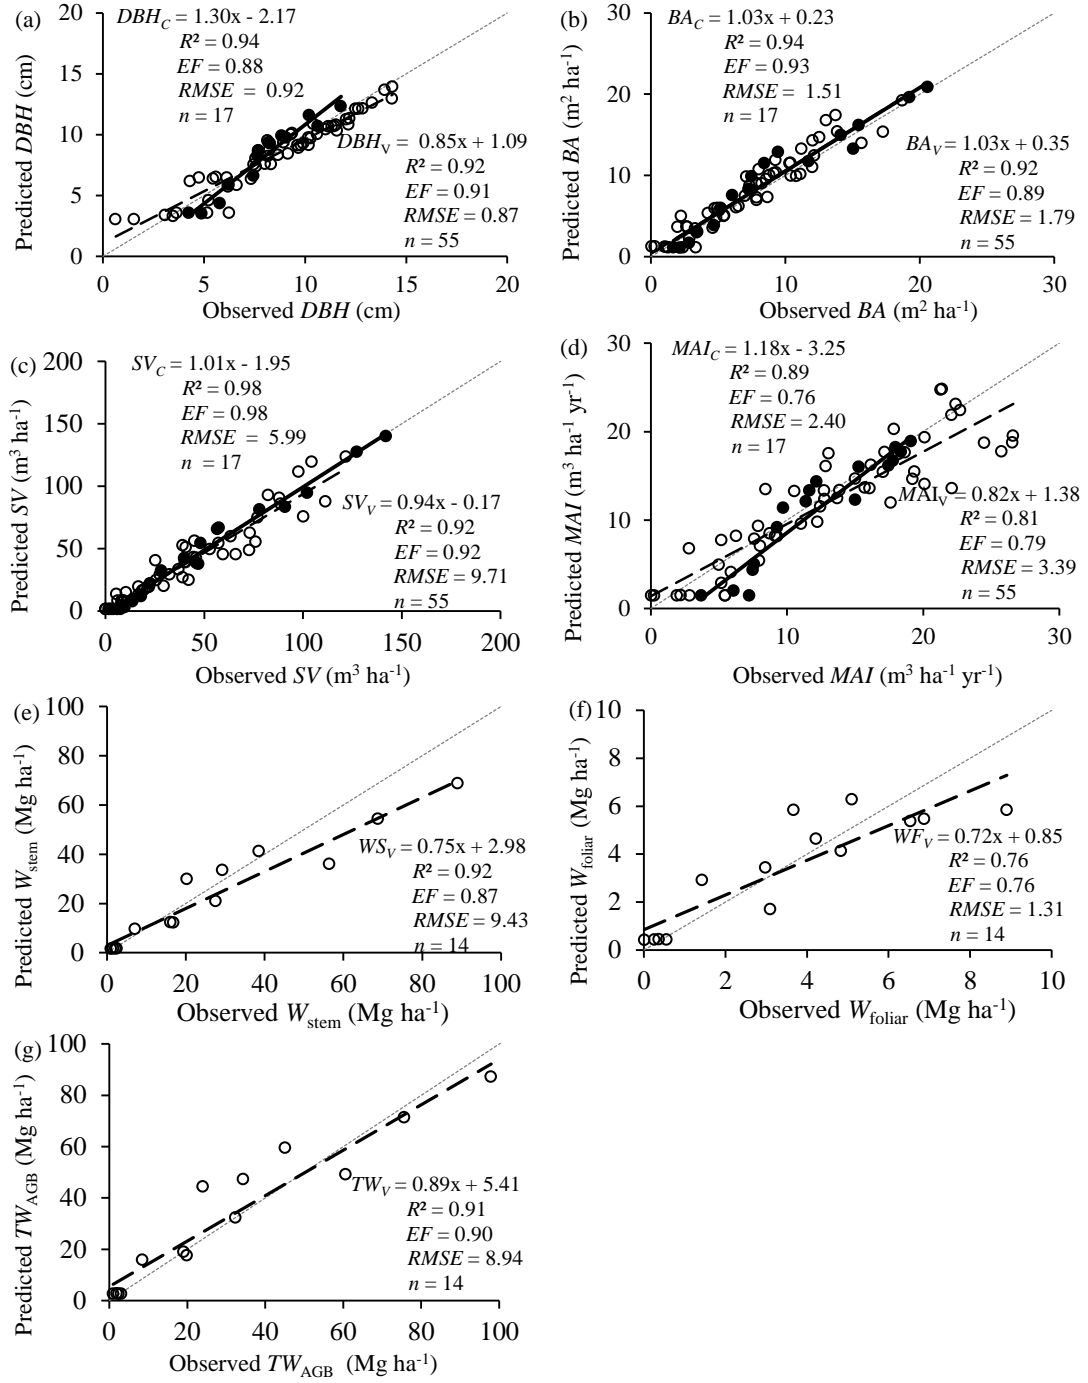 (a)
DBH_C = 1.30x - 2.17
R² = 0.94
EF = 0.88
RMSE = 0.92
n = 17
DBH_V = 0.85x + 1.09
R² = 0.92
EF = 0.91
RMSE = 0.87
n = 55
Predicted DBH (cm)
20
15
10
5
0
0 5 10 15 20
Observed DBH (cm)
(b)
BA_C = 1.03x + 0.23
R² = 0.94
EF = 0.93
RMSE = 1.51
n = 17
BA_V = 1.03x + 0.35
R² = 0.92
EF = 0.89
RMSE = 1.79
n = 55
Predicted BA (m² ha⁻¹)
30
20
10
0
0 10 20 30
Observed BA (m² ha⁻¹)
(c)
SV_C = 1.01x - 1.95
R² = 0.98
EF = 0.98
RMSE = 5.99
n = 17
SV_V = 0.94x - 0.17
R² = 0.92
EF = 0.92
RMSE = 9.71
n = 55
Predicted SV (m³ ha⁻¹)
200
150
100
50
0
0 50 100 150 200
Observed SV (m³ ha⁻¹)
(d)
MAI_C = 1.18x - 3.25
R² = 0.89
EF = 0.76
RMSE = 2.40
n = 17
MAI_V = 0.82x + 1.38
R² = 0.81
EF = 0.79
RMSE = 3.39
n = 55
Predicted MAI (m³ ha⁻¹ yr⁻¹)
30
20
10
0
0 10 20 30
Observed MAI (m³ ha⁻¹ yr⁻¹)
(e)
WS_V = 0.75x + 2.98
R² = 0.92
EF = 0.87
RMSE = 9.43
n = 14
Predicted W_stem (Mg ha⁻¹)
100
80
60
40
20
0
0 20 40 60 80 100
Observed W_stem (Mg ha⁻¹)
(f)
WF_V = 0.72x + 0.85
R² = 0.76
EF = 0.76
RMSE = 1.31
n = 14
Predicted W_foliar (Mg ha⁻¹)
10
8
6
4
2
0
0 2 4 6 8 10
Observed W_foliar (Mg ha⁻¹)
(g)
TW_V = 0.89x + 5.41
R² = 0.91
EF = 0.90
RMSE = 8.94
n = 14
Predicted TW_AGB (Mg ha⁻¹)
100
80
60
40
20
0
0 20 40 60 80 100
Observed TW_AGB (Mg ha⁻¹)